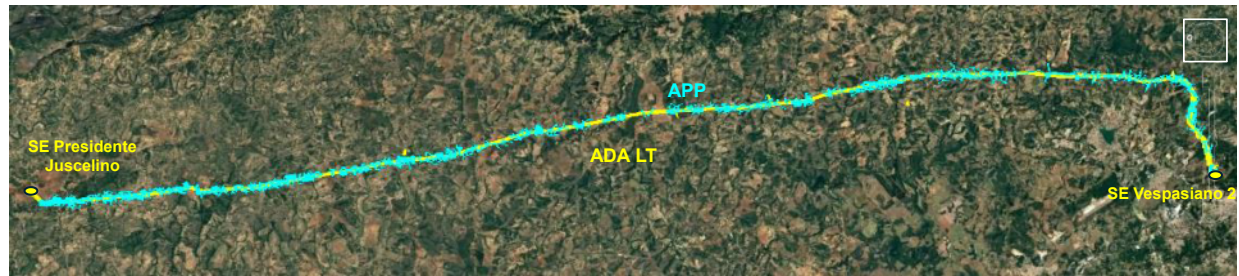 APP
SE Presidente
Juscelino
ADA LT
SE Vespasiano 2